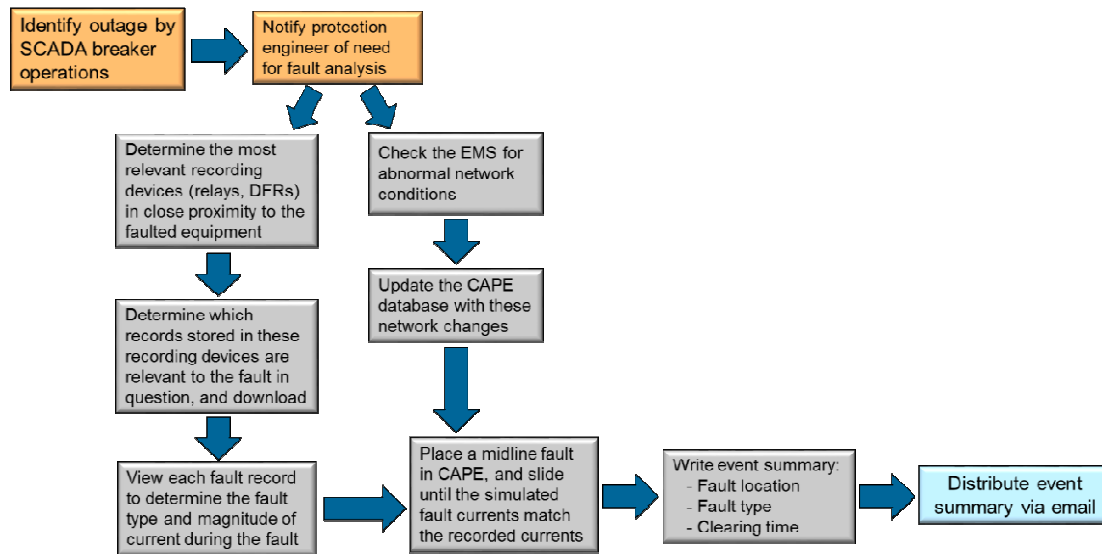 Identify outage by
SCADA breaker
operations
Notify protection
engineer of need
for fault analysis
Determine the most
relevant recording
devices (relays, DFRs)
in close proximity to the
faulted equipment
Check the EMS for
abnormal network
conditions
Determine which
records stored in these
recording devices are
relevant to the fault in
question, and download
Update the CAPE
database with these
network changes
View each fault record
to determine the fault
type and magnitude of
current during the fault
Place a midline fault
in CAPE, and slide
until the simulated
fault currents match
the recorded currents
Write event summary:
- Fault location
- Fault type
- Clearing time
Distribute event
summary via email